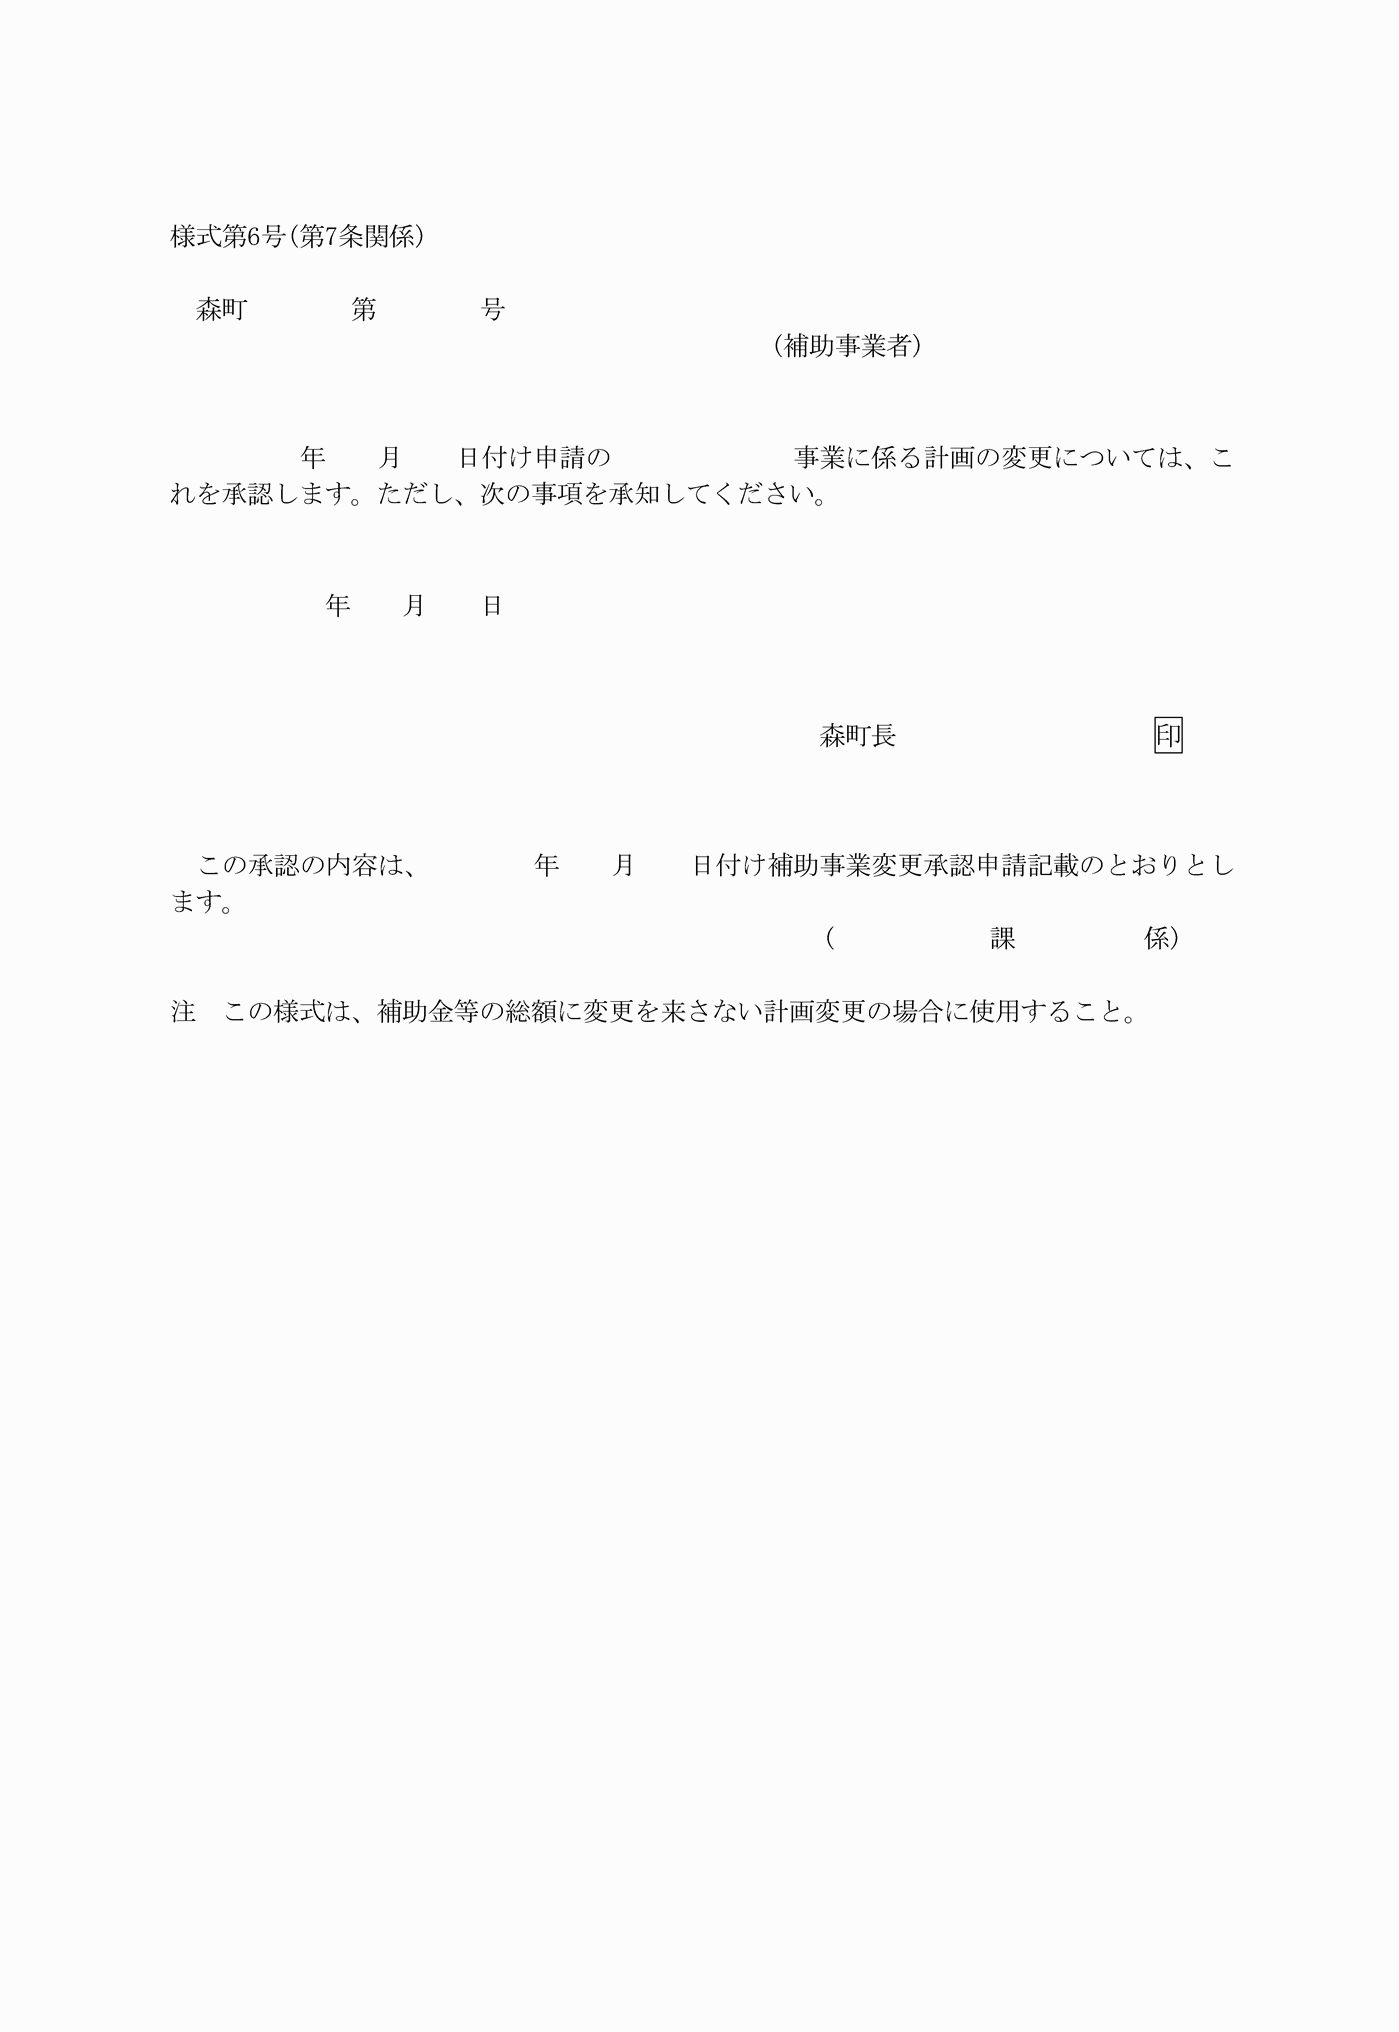 様式第6号(第7条関係)
森町　　　　第　　　　号
(補助事業者)
年　　月　　日付け申請の　　　　　　　事業に係る計画の変更については、こ
れを承認します。ただし、次の事項を承知してください。
年　　月　　日
森町長　　　　　　　　　　印
この承認の内容は、　　　　　年　　月　　日付け補助事業変更承認申請記載のとおりとし
ます。
(　　　　　　課　　　　　係)
注　この様式は、補助金等の総額に変更を来さない計画変更の場合に使用すること。